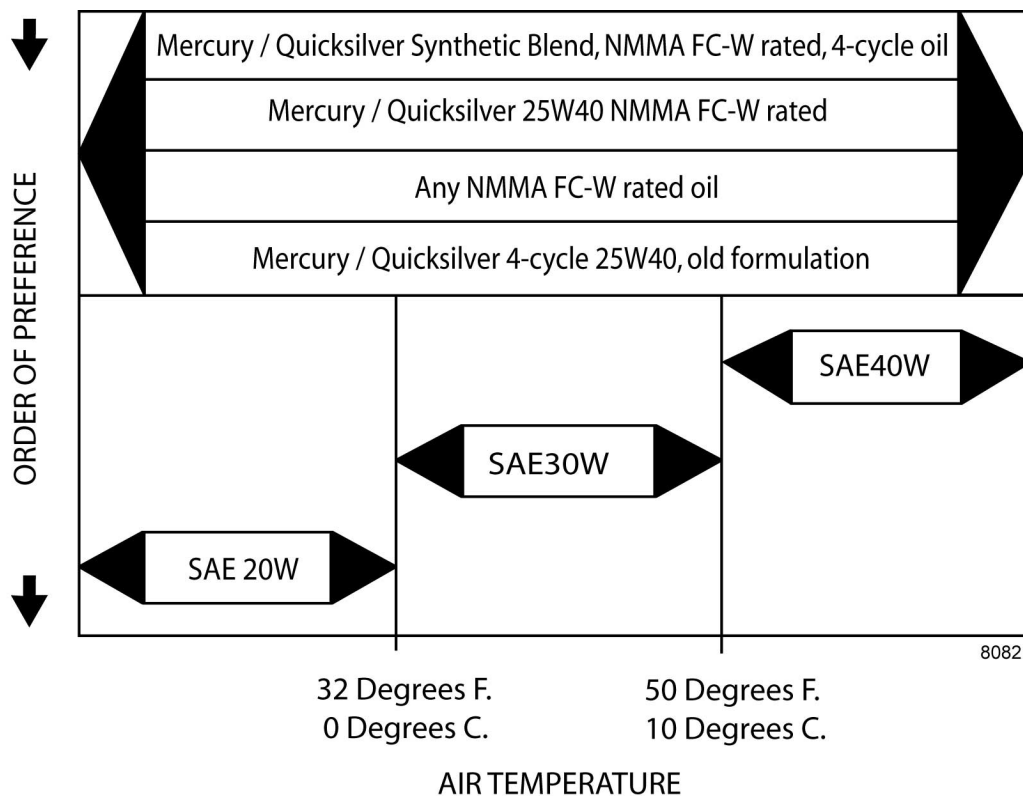 Mercury / Quicksilver Synthetic Blend, NMMA FC-W rated, 4-cycle oil
Mercury / Quicksilver 25W40 NMMA FC-W rated
Any NMMA FC-W rated oil
Mercury / Quicksilver 4-cycle 25W40, old formulation
ORDER OF PREFERENCE
SAE40W
SAE30W
SAE 20W
8082
32 Degrees F.
0 Degrees C.
50 Degrees F.
10 Degrees C.
AIR TEMPERATURE